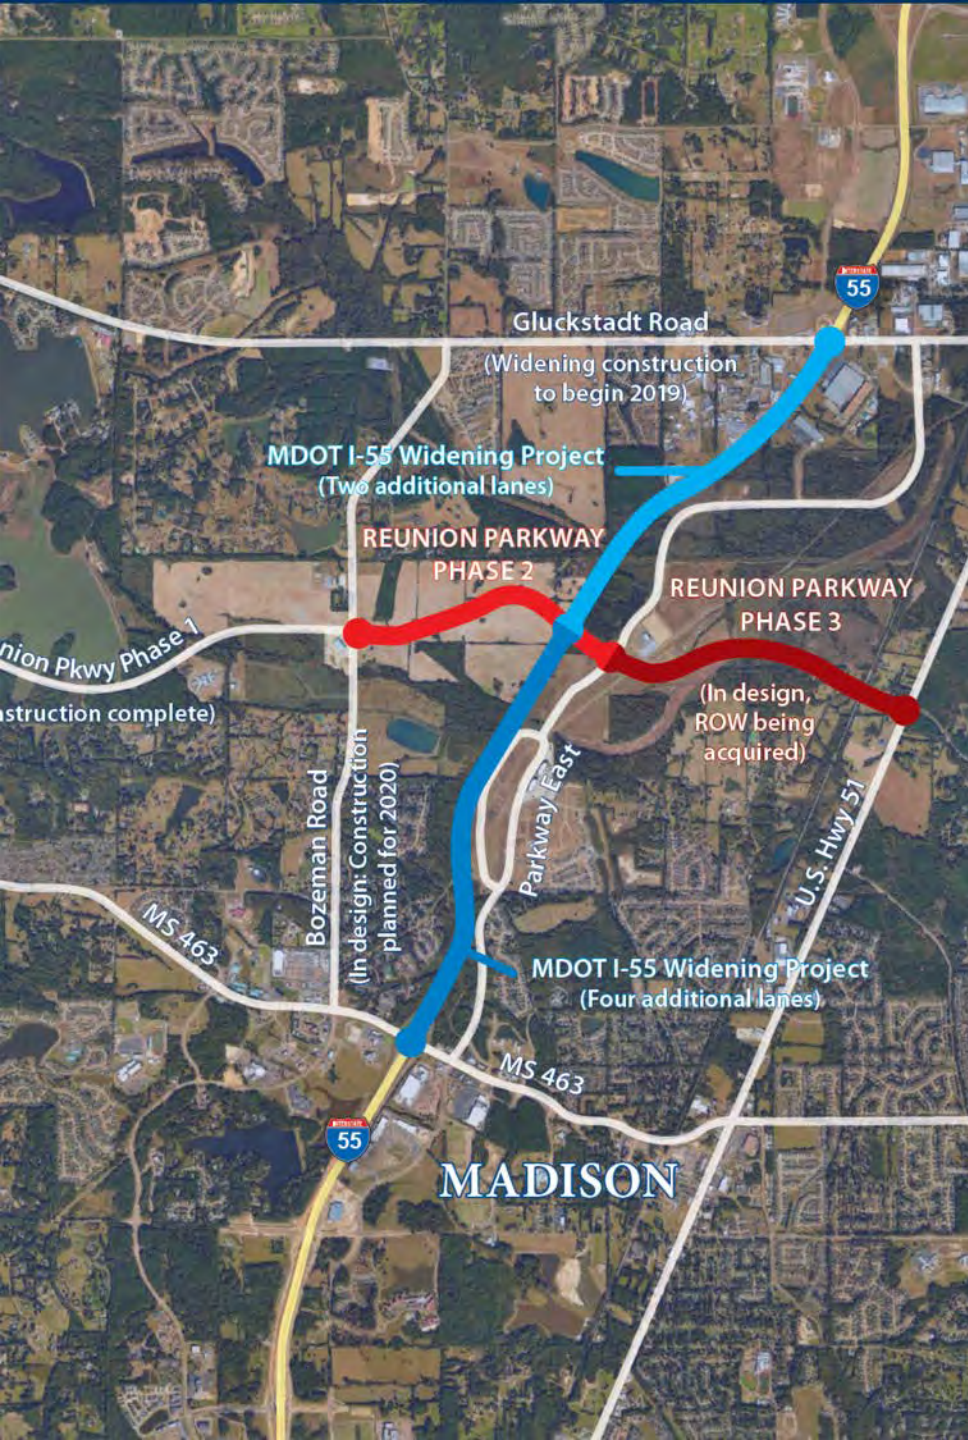 INTERSTATE
55
Gluckstadt Road
(Widening construction
to begin 2019)
MDOT I-55 Widening Project
(Two additional lanes)
REUNION PARKWAY
PHASE 2
REUNION PARKWAY
PHASE 3
(In design,
ROW being
acquired)
nion Pkwy Phase 1
nstruction complete)
Bozeman Road
(In design: Construction
planned for 2020)
Parkway East
U.S. Hwy 51
MS 463
MDOT I-55 Widening Project
(Four additional lanes)
MS 463
INTERSTATE
55
MADISON